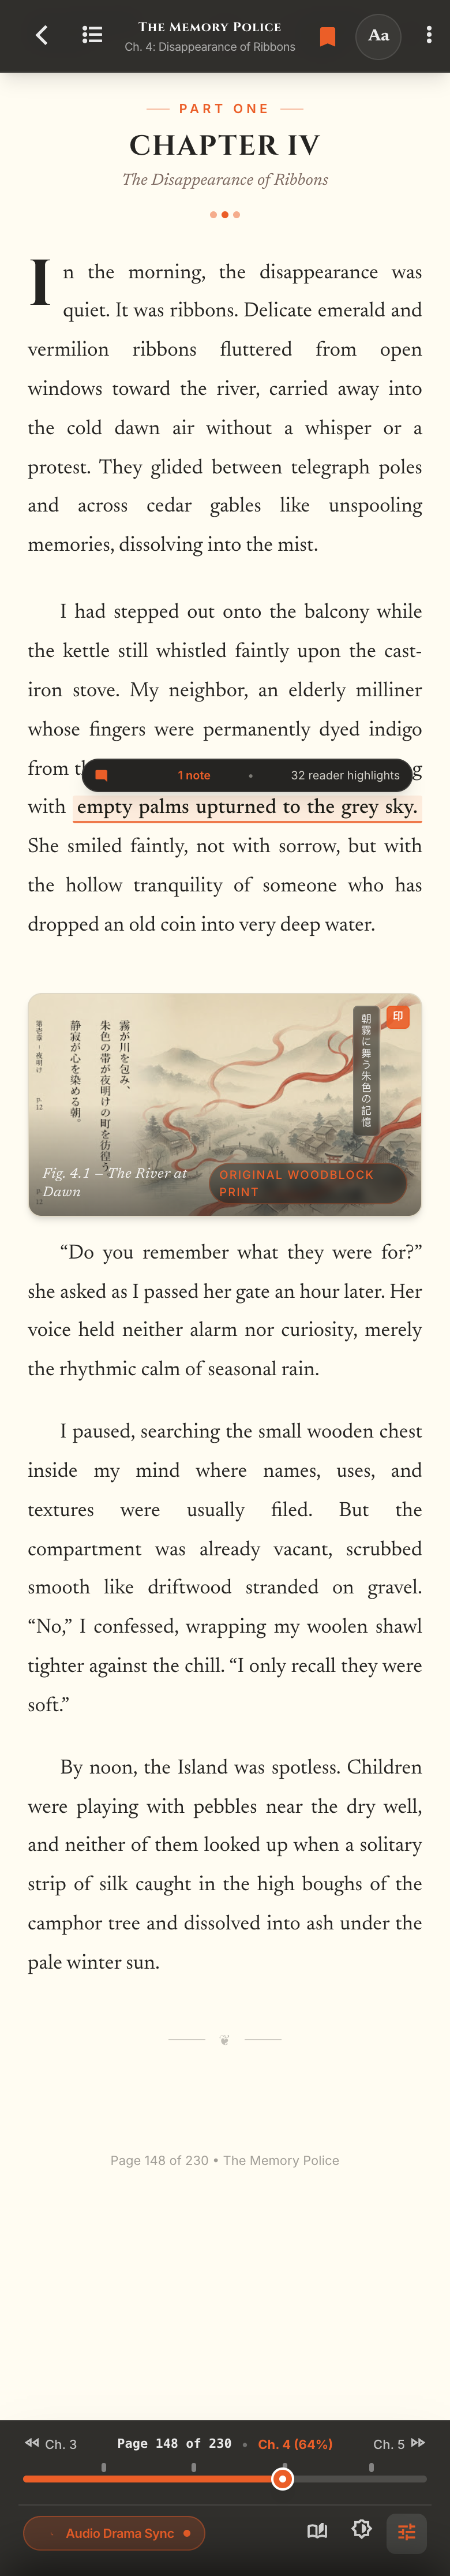 The Memory Police
Ch. 4: Disappearance of Ribbons
Aa
PART ONE
CHAPTER IV
The Disappearance of Ribbons
In the morning, the disappearance was
quiet. It was ribbons. Delicate emerald and
vermilion ribbons fluttered from open
windows toward the river, carried away into
the cold dawn air without a whisper or a
protest. They glided between telegraph poles
and across cedar gables like unspooling
memories, dissolving into the mist.
I had stepped out onto the balcony while
the kettle still whistled faintly upon the cast-
iron stove. My neighbor, an elderly milliner
whose fingers were permanently dyed indigo
from
1 note • 32 reader highlights
with empty palms upturned to the grey sky.
She smiled faintly, not with sorrow, but with
the hollow tranquility of someone who has
dropped an old coin into very deep water.
印
朝霧に舞う朱色の記憶
霧が川を包み、
朱色の帯が夜明けの町を彷徨う
静寂が心を染める朝。
第壱章 – 夜明け
P.12
Fig. 4.1 — The River at
Dawn
ORIGINAL WOODBLOCK
PRINT
“Do you remember what they were for?”
she asked as I passed her gate an hour later. Her
voice held neither alarm nor curiosity, merely
the rhythmic calm of seasonal rain.
I paused, searching the small wooden chest
inside my mind where names, uses, and
textures were usually filed. But the
compartment was already vacant, scrubbed
smooth like driftwood stranded on gravel.
“No,” I confessed, wrapping my woolen shawl
tighter against the chill. “I only recall they were
soft.”
By noon, the Island was spotless. Children
were playing with pebbles near the dry well,
and neither of them looked up when a solitary
strip of silk caught in the high boughs of the
camphor tree and dissolved into ash under the
pale winter sun.
❦
Page 148 of 230 • The Memory Police
Ch. 3
Page 148 of 230 • Ch. 4 (64%)
Ch. 5
Audio Drama Sync